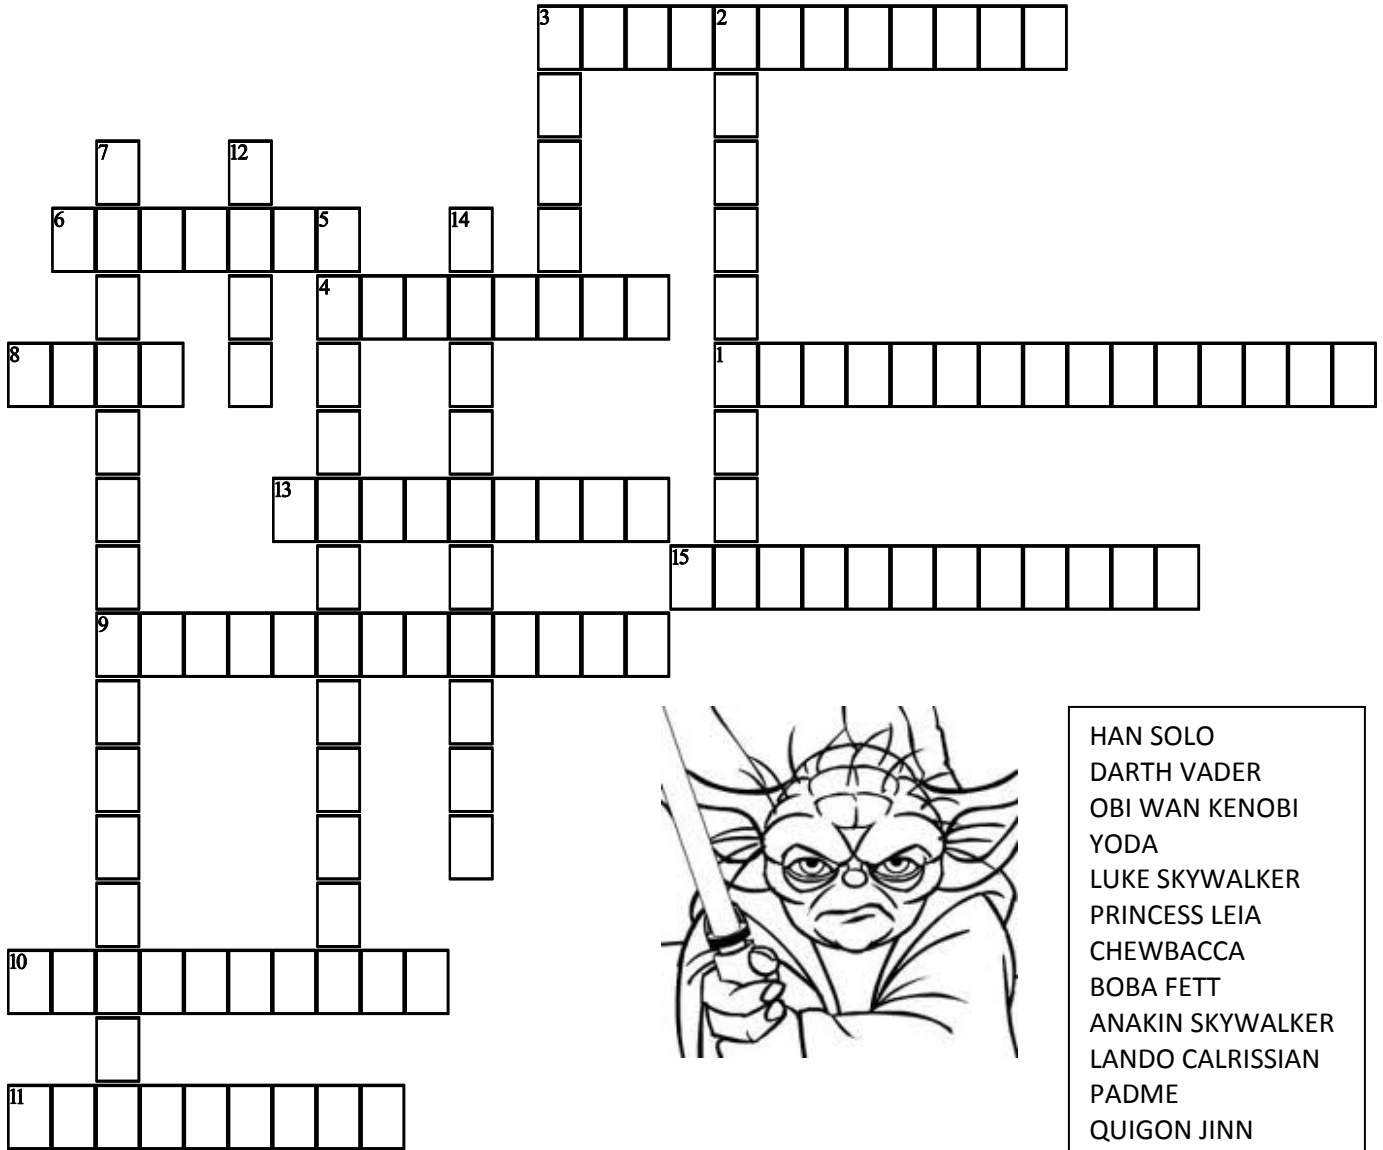 3 2
7 12
6 5 14
4
8 1
13
15
9
HAN SOLO
DARTH VADER
OBI WAN KENOBI
YODA
LUKE SKYWALKER
PRINCESS LEIA
CHEWBACCA
BOBA FETT
ANAKIN SKYWALKER
LANDO CALRISSIAN
PADME
QUIGON JINN
10
11